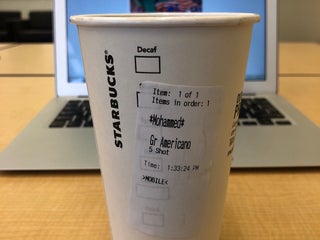 Decaf
STARBUCKS
Item: 1 of 1
Items in order: 1
*Mohammed*
Gr Americano
5 Shot
Time: 1:33:24 PM
>MOBILE<